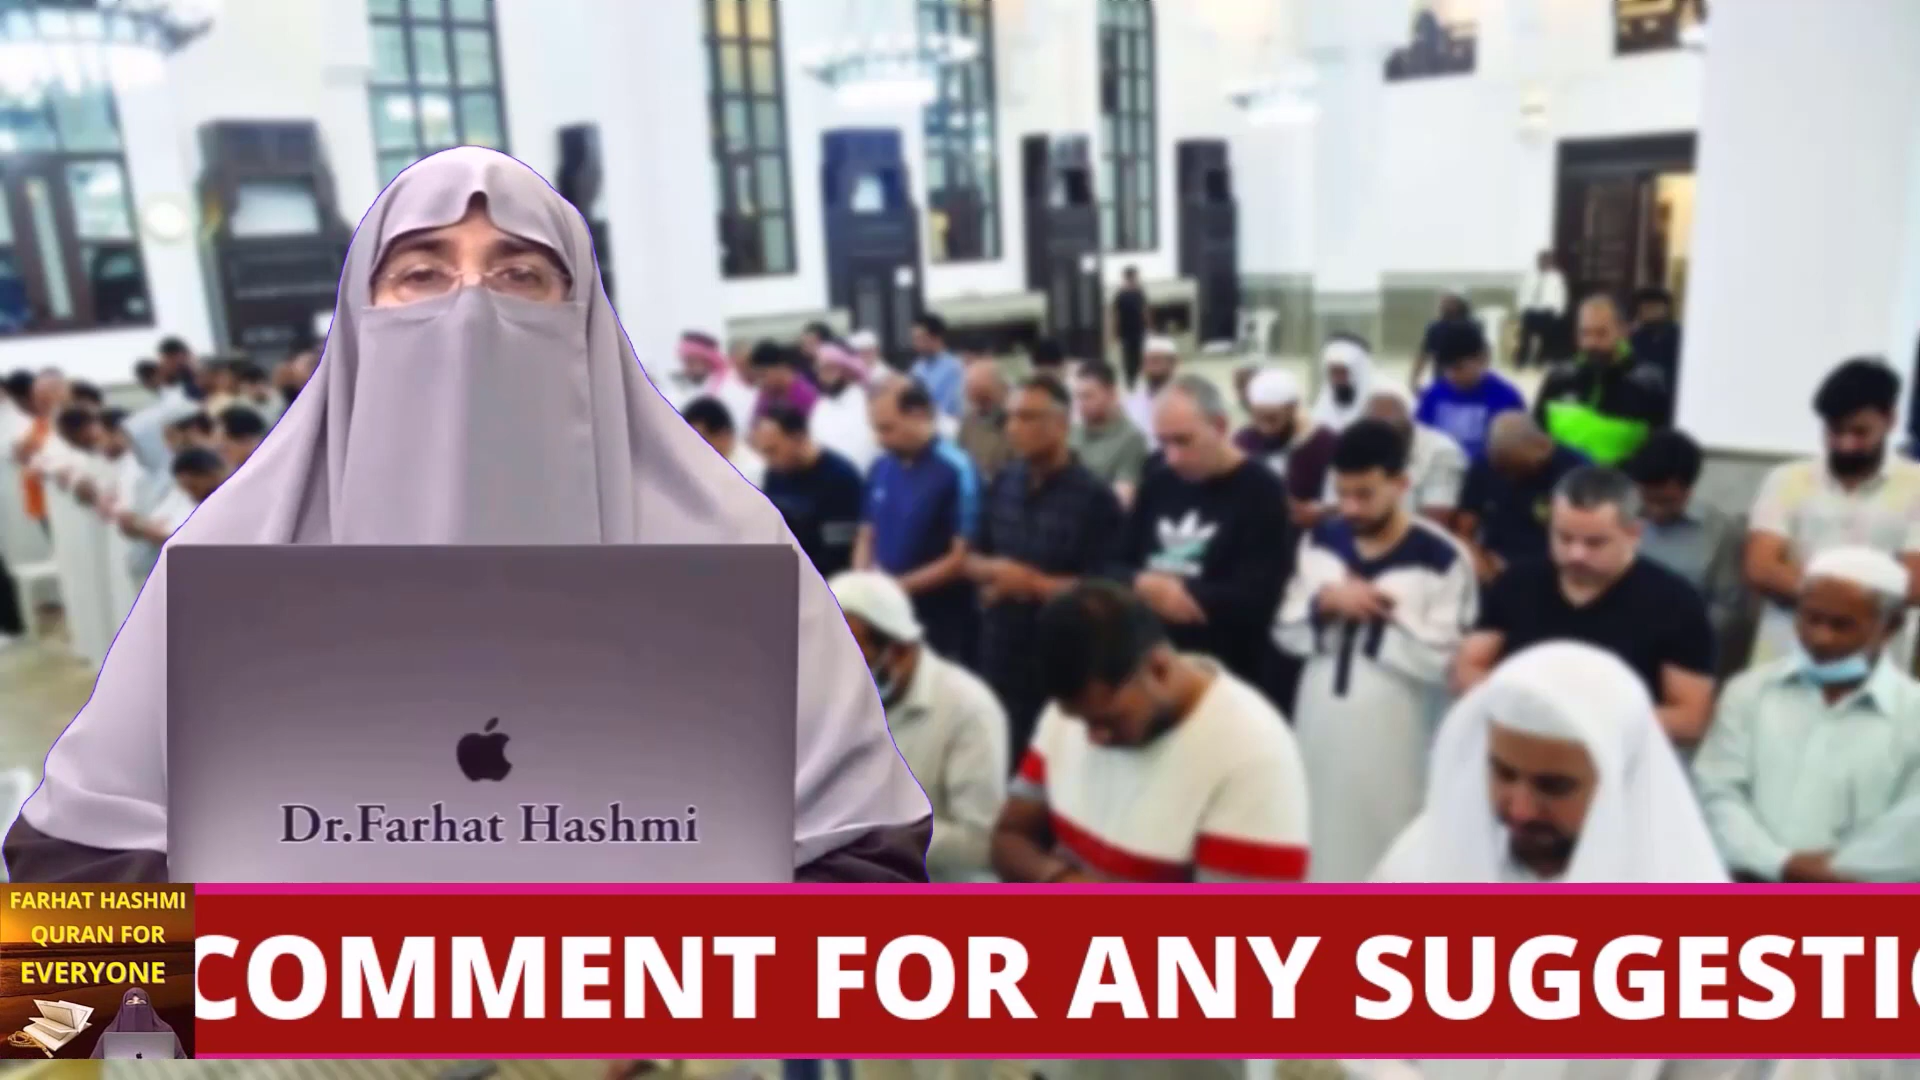 Dr.Farhat Hashmi
FARHAT HASHMI
QURAN FOR
EVERYONE
COMMENT FOR ANY SUGGESTI